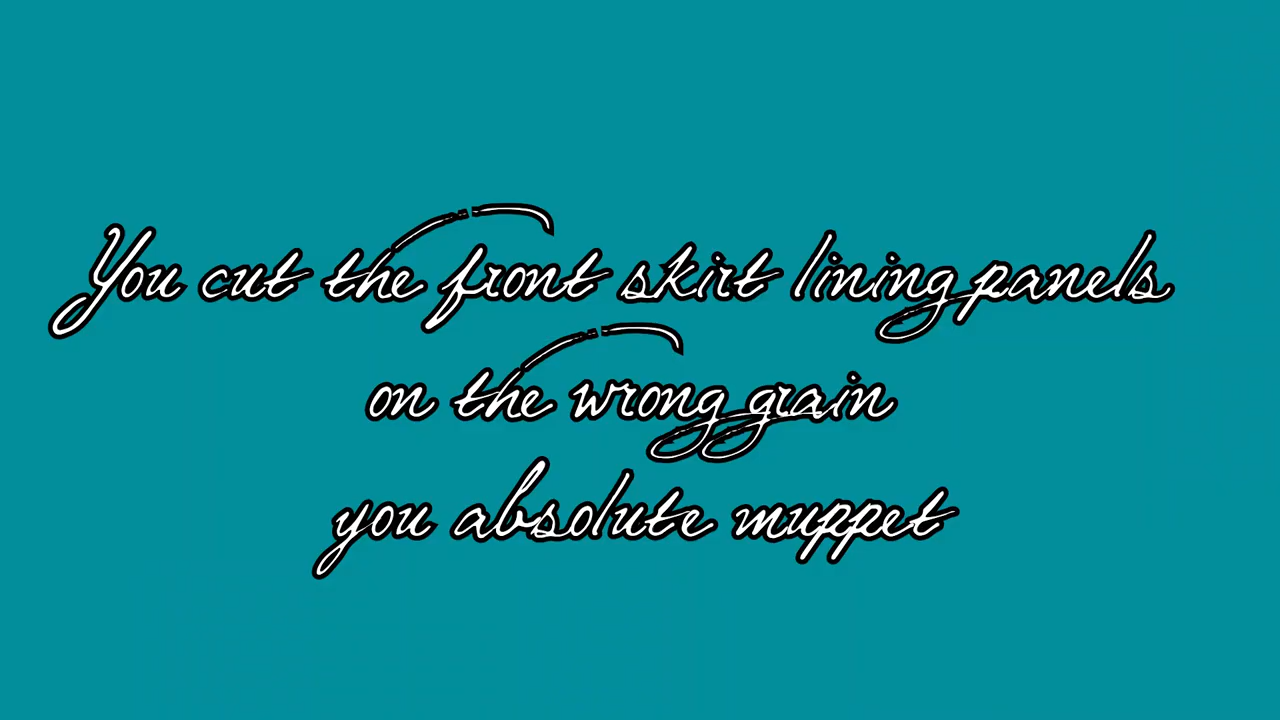 You cut the front skirt lining panels
on the wrong grain
you absolute muppet